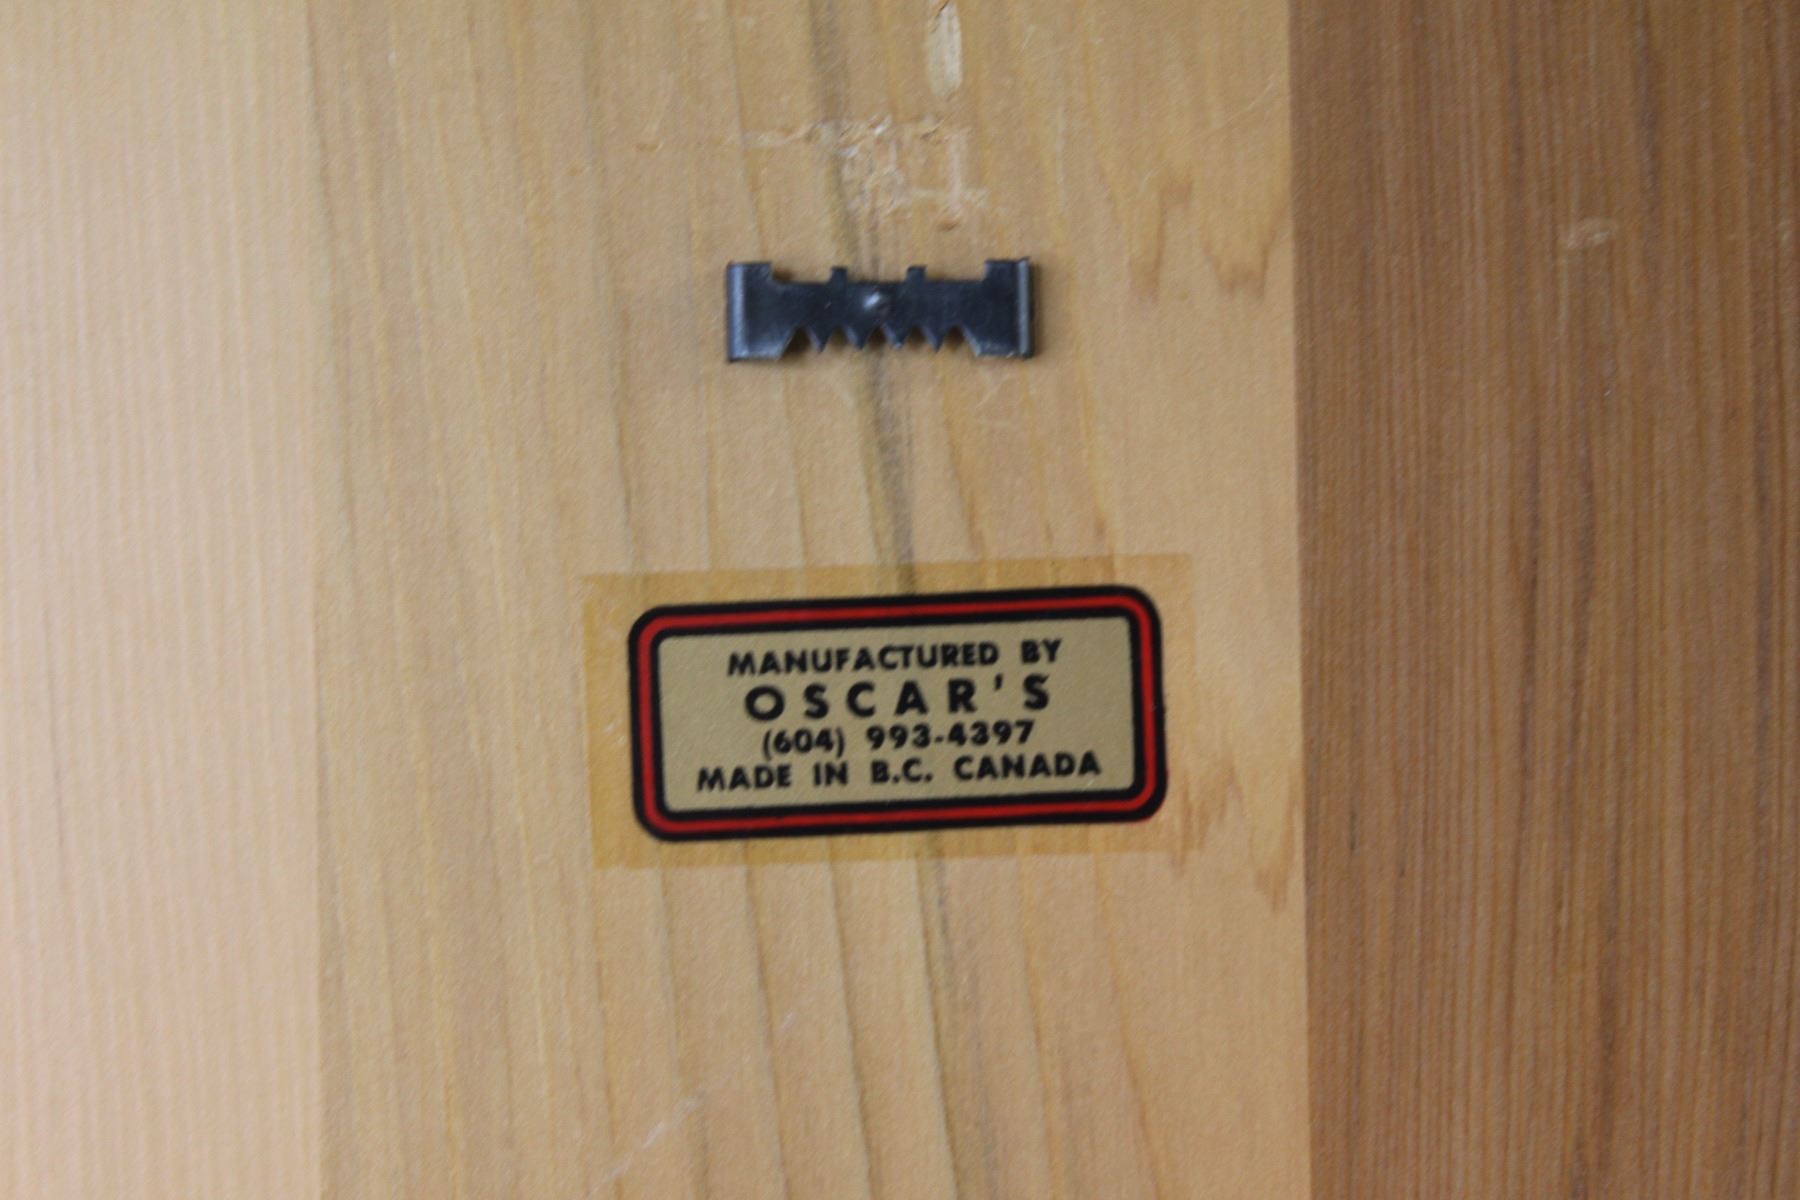 MANUFACTURED BY
OSCAR'S
(604) 993-4397
MADE IN B.C. CANADA